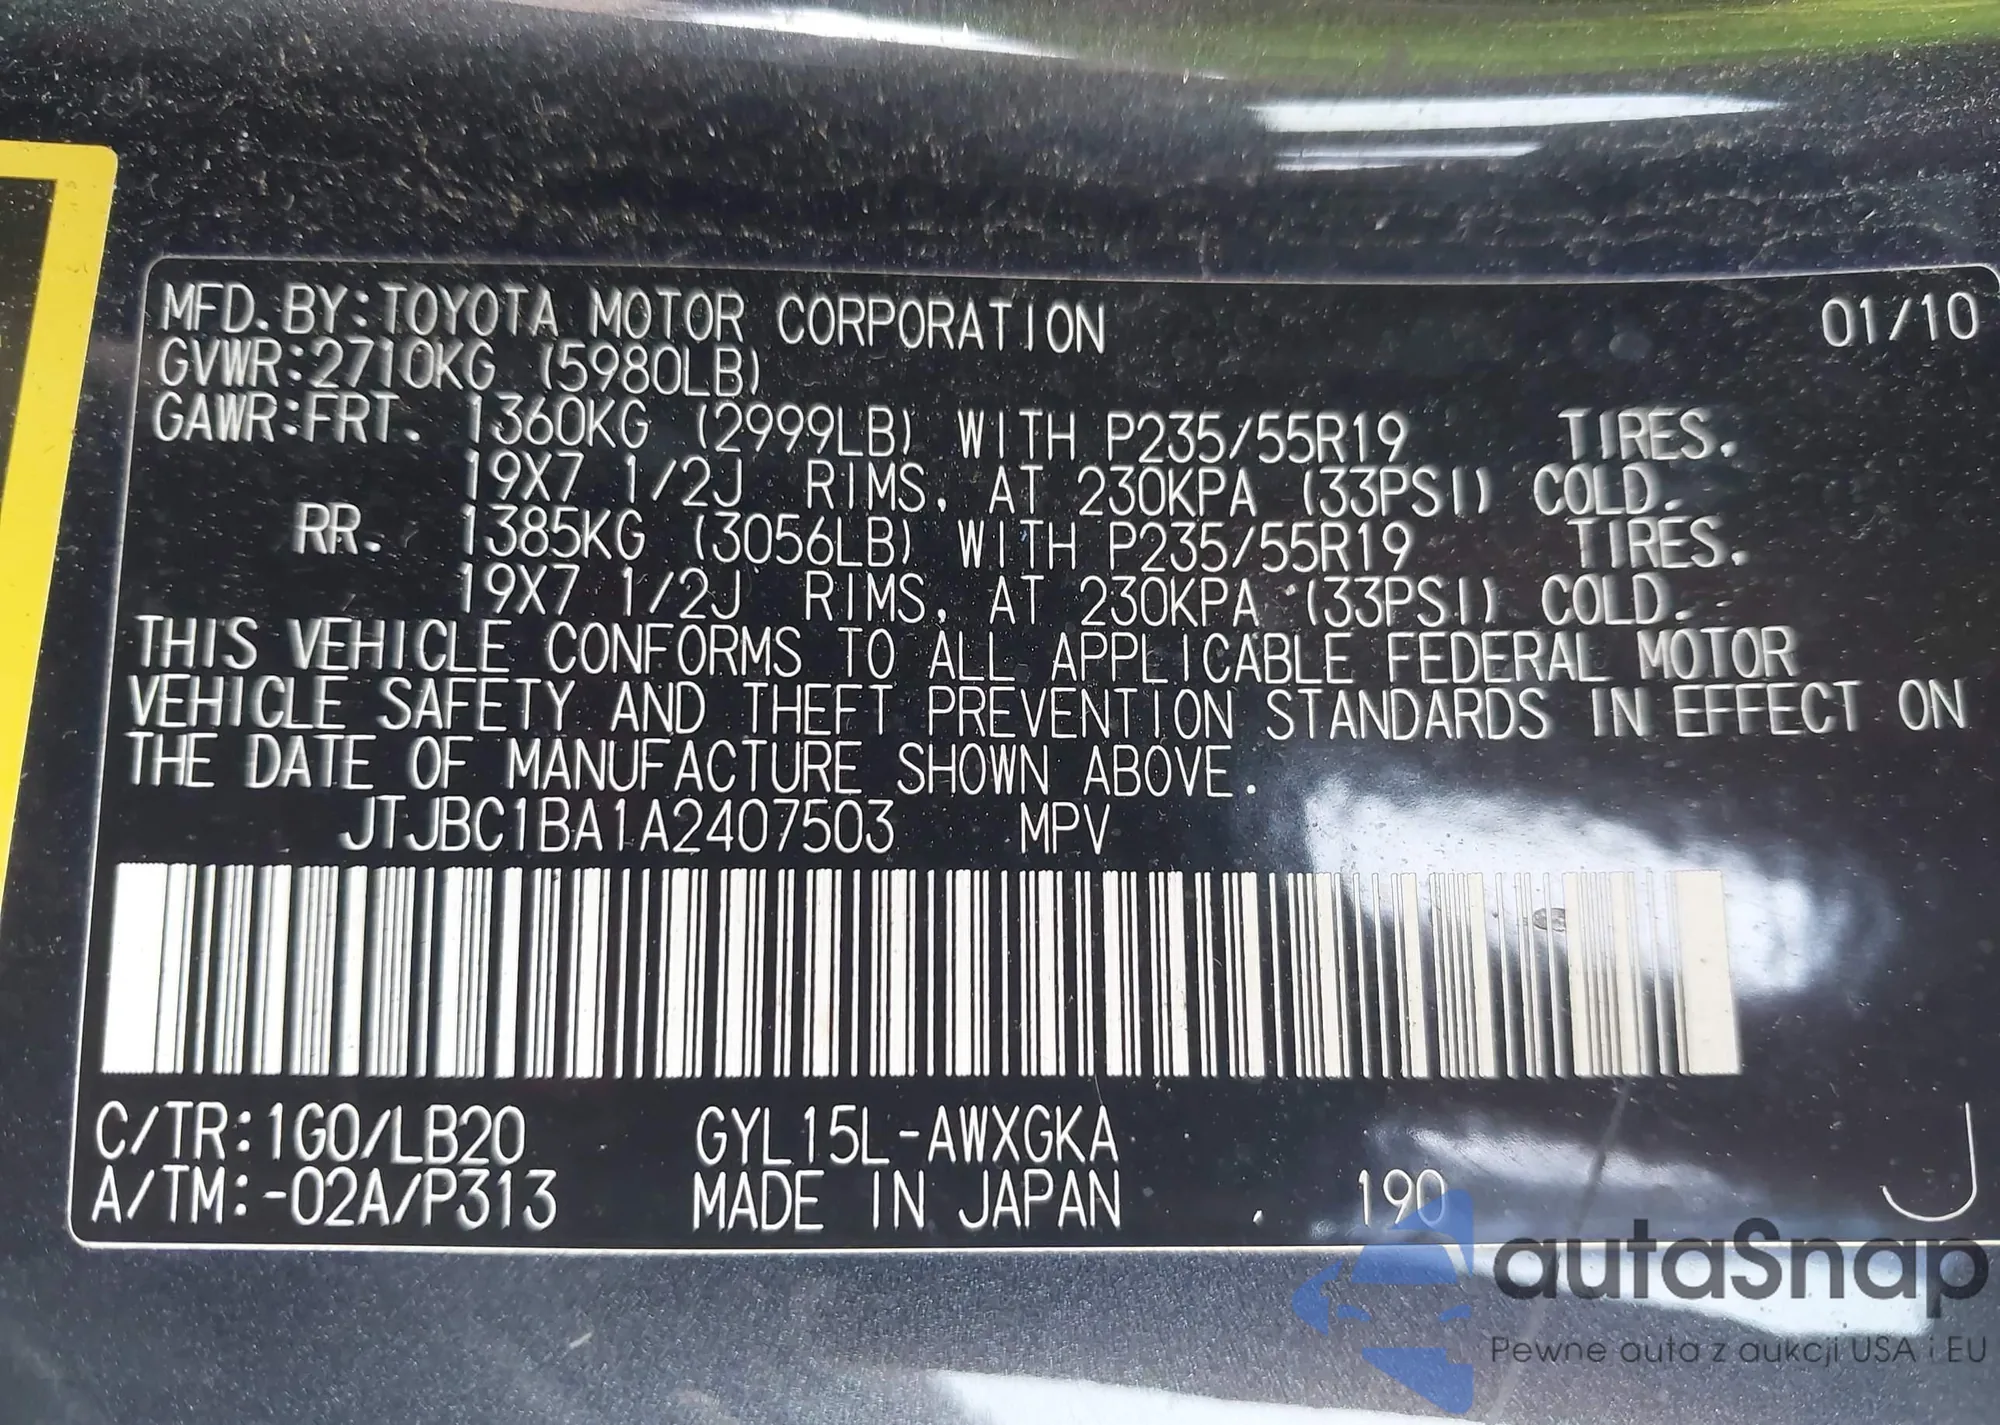 MFD. BY: TOYOTA MOTOR CORPORATION 01/10
GVWR: 2710KG (5980LB)
GAWR: FRT. 1360KG (2999LB) WITH P235/55R19 TIRES.
19X7 1/2J RIMS, AT 230KPA (33PSI) COLD.
RR. 1385KG (3056LB) WITH P235/55R19 TIRES.
19X7 1/2J RIMS, AT 230KPA (33PSI) COLD.
THIS VEHICLE CONFORMS TO ALL APPLICABLE FEDERAL MOTOR
VEHICLE SAFETY AND THEFT PREVENTION STANDARDS IN EFFECT ON
THE DATE OF MANUFACTURE SHOWN ABOVE.
JTJBC1BA1A2407503 MPV
C/TR: 1G0/LB20 GYL15L-AWXGKA
A/TM: -02A/P313 MADE IN JAPAN 190 J
autaSnap
Pewne auta z aukcji USA i EU